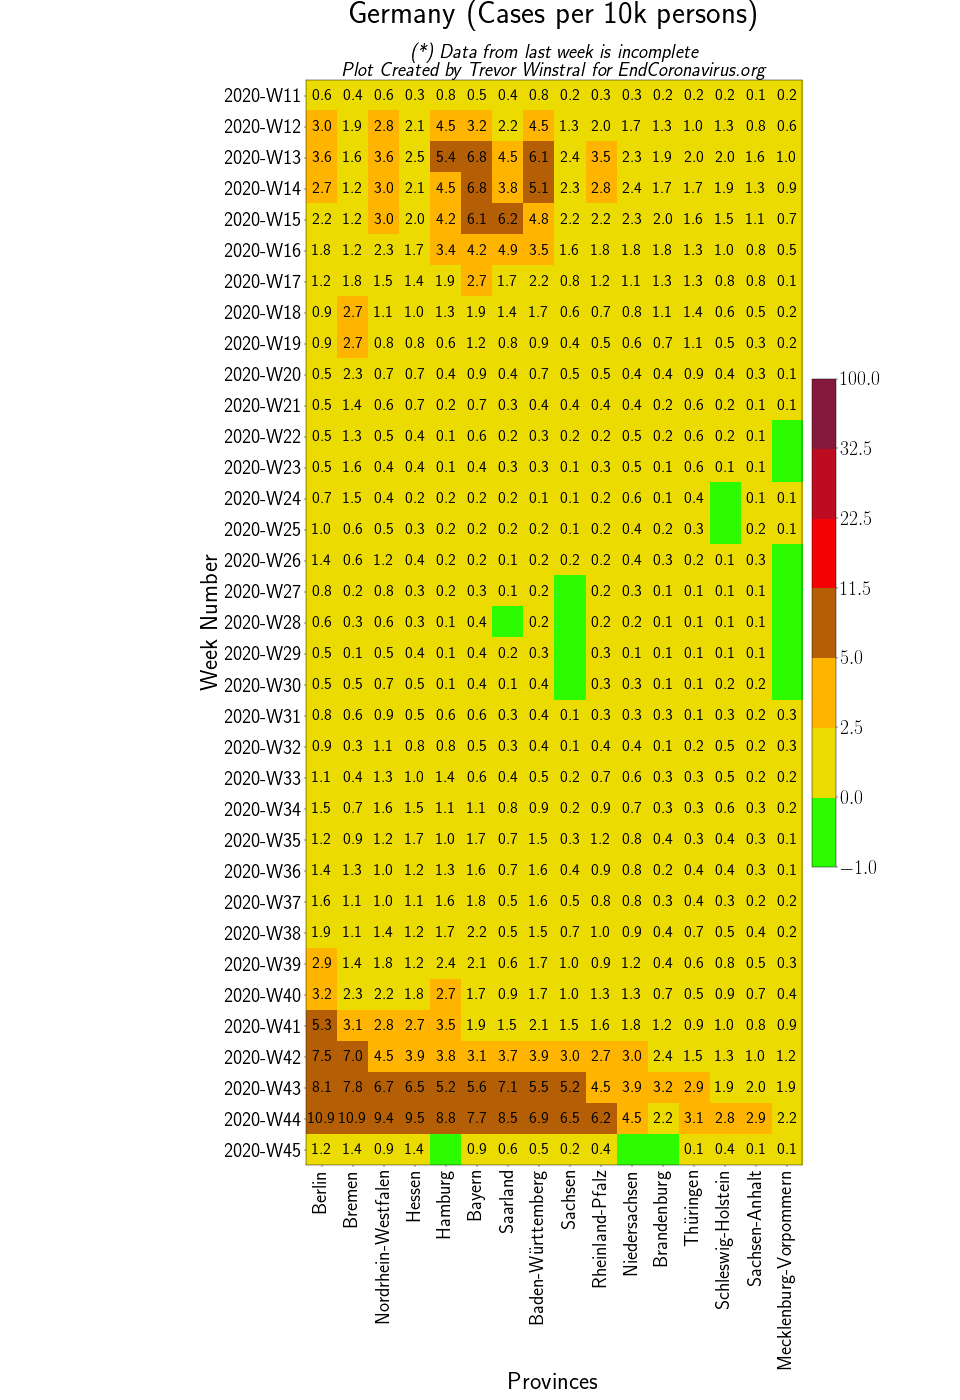 Germany (Cases per 10k persons)
(*) Data from last week is incomplete
Plot Created by Trevor Winstral for EndCoronavirus.org
2020-W11 0.6 0.4 0.6 0.3 0.8 0.5 0.4 0.8 0.2 0.3 0.3 0.2 0.2 0.2 0.1 0.2
2020-W12 3.0 1.9 2.8 2.1 4.5 3.2 2.2 4.5 1.3 2.0 1.7 1.3 1.0 1.3 0.8 0.6
2020-W13 3.6 1.6 3.6 2.5 5.4 6.8 4.5 6.1 2.4 3.5 2.3 1.9 2.0 2.0 1.6 1.0
2020-W14 2.7 1.2 3.0 2.1 4.5 6.8 3.8 5.1 2.3 2.8 2.4 1.7 1.7 1.9 1.3 0.9
2020-W15 2.2 1.2 3.0 2.0 4.2 6.1 6.2 4.8 2.2 2.2 2.3 2.0 1.6 1.5 1.1 0.7
2020-W16 1.8 1.2 2.3 1.7 3.4 4.2 4.9 3.5 1.6 1.8 1.8 1.8 1.3 1.0 0.8 0.5
2020-W17 1.2 1.8 1.5 1.4 1.9 2.7 1.7 2.2 0.8 1.2 1.1 1.3 1.3 0.8 0.8 0.1
2020-W18 0.9 2.7 1.1 1.0 1.3 1.9 1.4 1.7 0.6 0.7 0.8 1.1 1.4 0.6 0.5 0.2
2020-W19 0.9 2.7 0.8 0.8 0.6 1.2 0.8 0.9 0.4 0.5 0.6 0.7 1.1 0.5 0.3 0.2
2020-W20 0.5 2.3 0.7 0.7 0.4 0.9 0.4 0.7 0.5 0.5 0.4 0.4 0.9 0.4 0.3 0.1
2020-W21 0.5 1.4 0.6 0.7 0.2 0.7 0.3 0.4 0.4 0.4 0.4 0.2 0.6 0.2 0.1 0.1
2020-W22 0.5 1.3 0.5 0.4 0.1 0.6 0.2 0.3 0.2 0.2 0.5 0.2 0.6 0.2 0.1
2020-W23 0.5 1.6 0.4 0.4 0.1 0.4 0.3 0.3 0.1 0.3 0.5 0.1 0.6 0.1 0.1
2020-W24 0.7 1.5 0.4 0.2 0.2 0.2 0.2 0.1 0.1 0.2 0.6 0.1 0.4 0.1 0.1
2020-W25 1.0 0.6 0.5 0.3 0.2 0.2 0.2 0.2 0.1 0.2 0.4 0.2 0.3 0.2 0.1
2020-W26 1.4 0.6 1.2 0.4 0.2 0.2 0.1 0.2 0.2 0.2 0.4 0.3 0.2 0.1 0.3
2020-W27 0.8 0.2 0.8 0.3 0.2 0.3 0.1 0.2 0.2 0.3 0.1 0.1 0.1 0.1
2020-W28 0.6 0.3 0.6 0.3 0.1 0.4 0.2 0.2 0.2 0.1 0.1 0.1 0.1
2020-W29 0.5 0.1 0.5 0.4 0.1 0.4 0.2 0.3 0.3 0.1 0.1 0.1 0.1 0.1
2020-W30 0.5 0.5 0.7 0.5 0.1 0.4 0.1 0.4 0.3 0.3 0.1 0.1 0.2 0.2
2020-W31 0.8 0.6 0.9 0.5 0.6 0.6 0.3 0.4 0.1 0.3 0.3 0.3 0.1 0.3 0.2 0.3
2020-W32 0.9 0.3 1.1 0.8 0.8 0.5 0.3 0.4 0.1 0.4 0.4 0.1 0.2 0.5 0.2 0.3
2020-W33 1.1 0.4 1.3 1.0 1.4 0.6 0.4 0.5 0.2 0.7 0.6 0.3 0.3 0.5 0.2 0.2
2020-W34 1.5 0.7 1.6 1.5 1.1 1.1 0.8 0.9 0.2 0.9 0.7 0.3 0.3 0.6 0.3 0.2
2020-W35 1.2 0.9 1.2 1.7 1.0 1.7 0.7 1.5 0.3 1.2 0.8 0.4 0.3 0.4 0.3 0.1
2020-W36 1.4 1.3 1.0 1.2 1.3 1.6 0.7 1.6 0.4 0.9 0.8 0.2 0.4 0.4 0.3 0.1
2020-W37 1.6 1.1 1.0 1.1 1.6 1.8 0.5 1.6 0.5 0.8 0.8 0.3 0.4 0.3 0.2 0.2
2020-W38 1.9 1.1 1.4 1.2 1.7 2.2 0.5 1.5 0.7 1.0 0.9 0.4 0.7 0.5 0.4 0.2
2020-W39 2.9 1.4 1.8 1.2 2.4 2.1 0.6 1.7 1.0 0.9 1.2 0.4 0.6 0.8 0.5 0.3
2020-W40 3.2 2.3 2.2 1.8 2.7 1.7 0.9 1.7 1.0 1.3 1.3 0.7 0.5 0.9 0.7 0.4
2020-W41 5.3 3.1 2.8 2.7 3.5 1.9 1.5 2.1 1.5 1.6 1.8 1.2 0.9 1.0 0.8 0.9
2020-W42 7.5 7.0 4.5 3.9 3.8 3.1 3.7 3.9 3.0 2.7 3.0 2.4 1.5 1.3 1.0 1.2
2020-W43 8.1 7.8 6.7 6.5 5.2 5.6 7.1 5.5 5.2 4.5 3.9 3.2 2.9 1.9 2.0 1.9
2020-W44 10.9 10.9 9.4 9.5 8.8 7.7 8.5 6.9 6.5 6.2 4.5 2.2 3.1 2.8 2.9 2.2
2020-W45 1.2 1.4 0.9 1.4 0.9 0.6 0.5 0.2 0.4 0.1 0.4 0.1 0.1
Week Number
Berlin
Bremen
Nordrhein-Westfalen
Hessen
Hamburg
Bayern
Saarland
Baden-Württemberg
Sachsen
Rheinland-Pfalz
Niedersachsen
Brandenburg
Thüringen
Schleswig-Holstein
Sachsen-Anhalt
Mecklenburg-Vorpommern
Provinces
100.0
32.5
22.5
11.5
5.0
2.5
0.0
−1.0